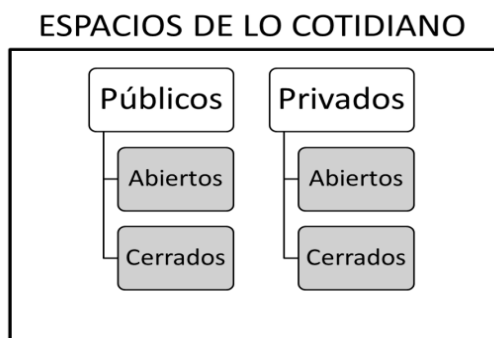 ESPACIOS DE LO COTIDIANO
Públicos
Abiertos
Cerrados
Privados
Abiertos
Cerrados